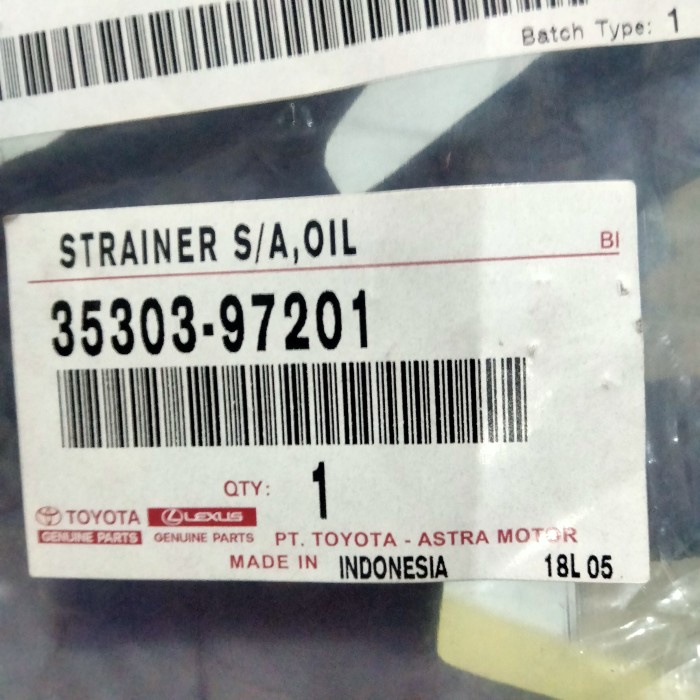 Batch Type: 1
STRAINER S/A,OIL
BI
35303-97201
QTY: 1
TOYOTA LEXUS
GENUINE PARTS GENUINE PARTS PT. TOYOTA - ASTRA MOTOR
MADE IN INDONESIA 18L 05